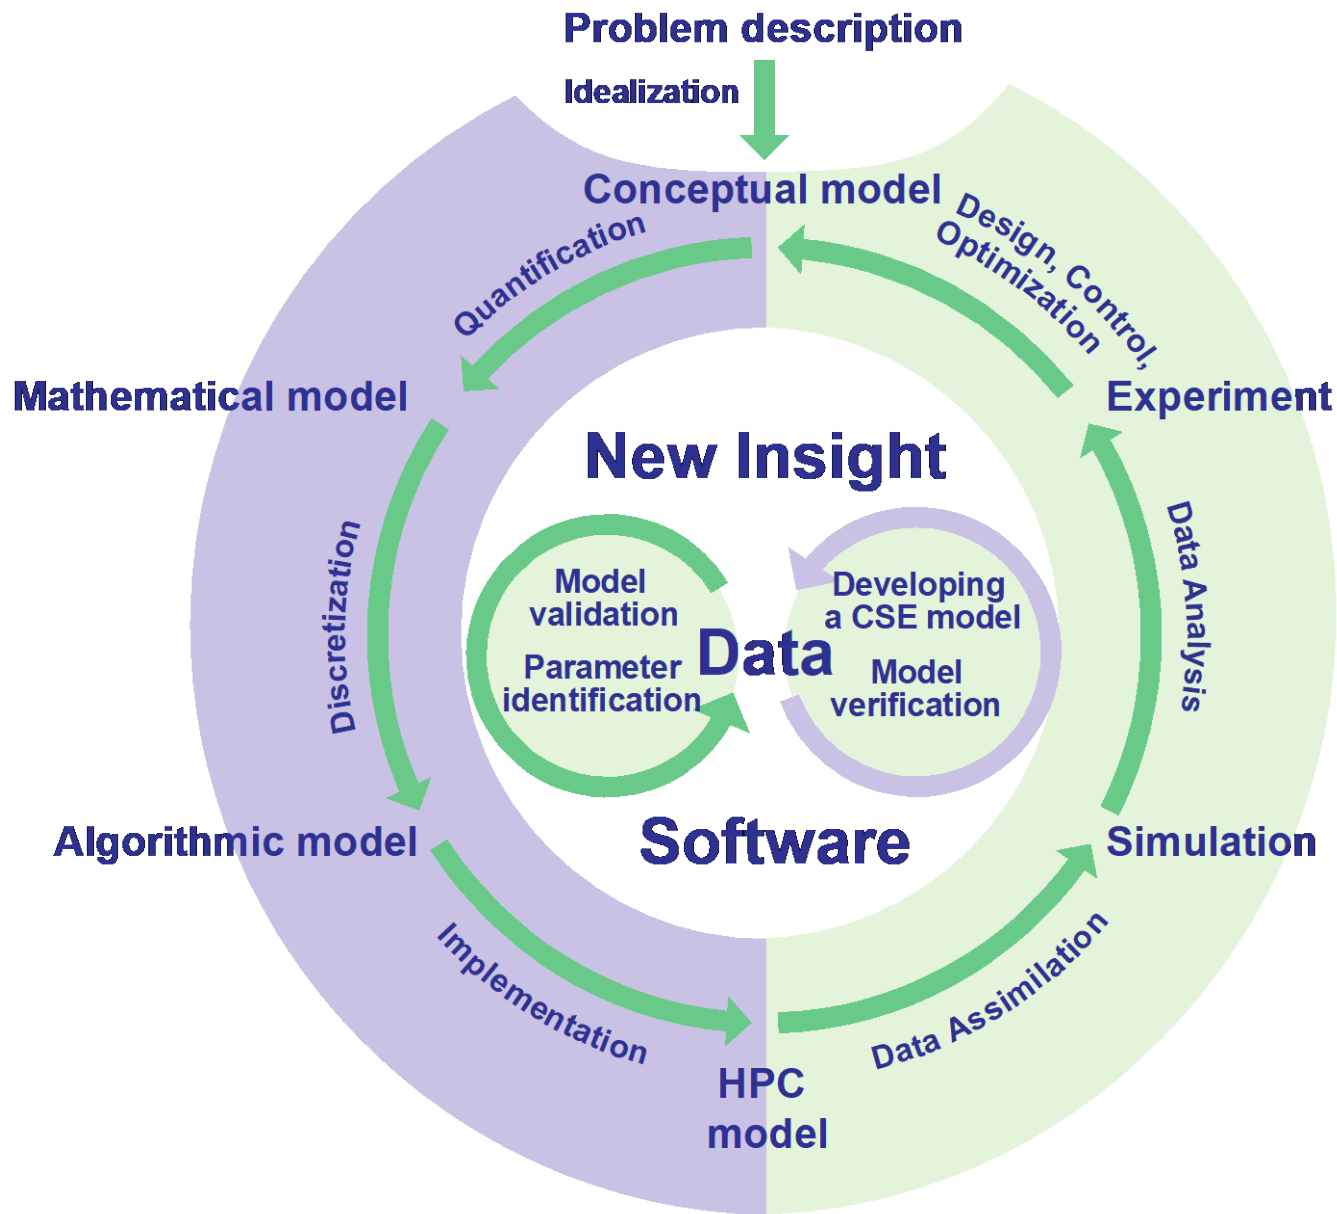 Problem description
Idealization
Conceptual model
Quantification
Design, Control,
Optimization
Mathematical model
Experiment
New Insight
Discretization
Data Analysis
Model
validation
Parameter
identification
Data
Developing
a CSE model
Model
verification
Software
Algorithmic model
Simulation
Implementation
Data Assimilation
HPC
model